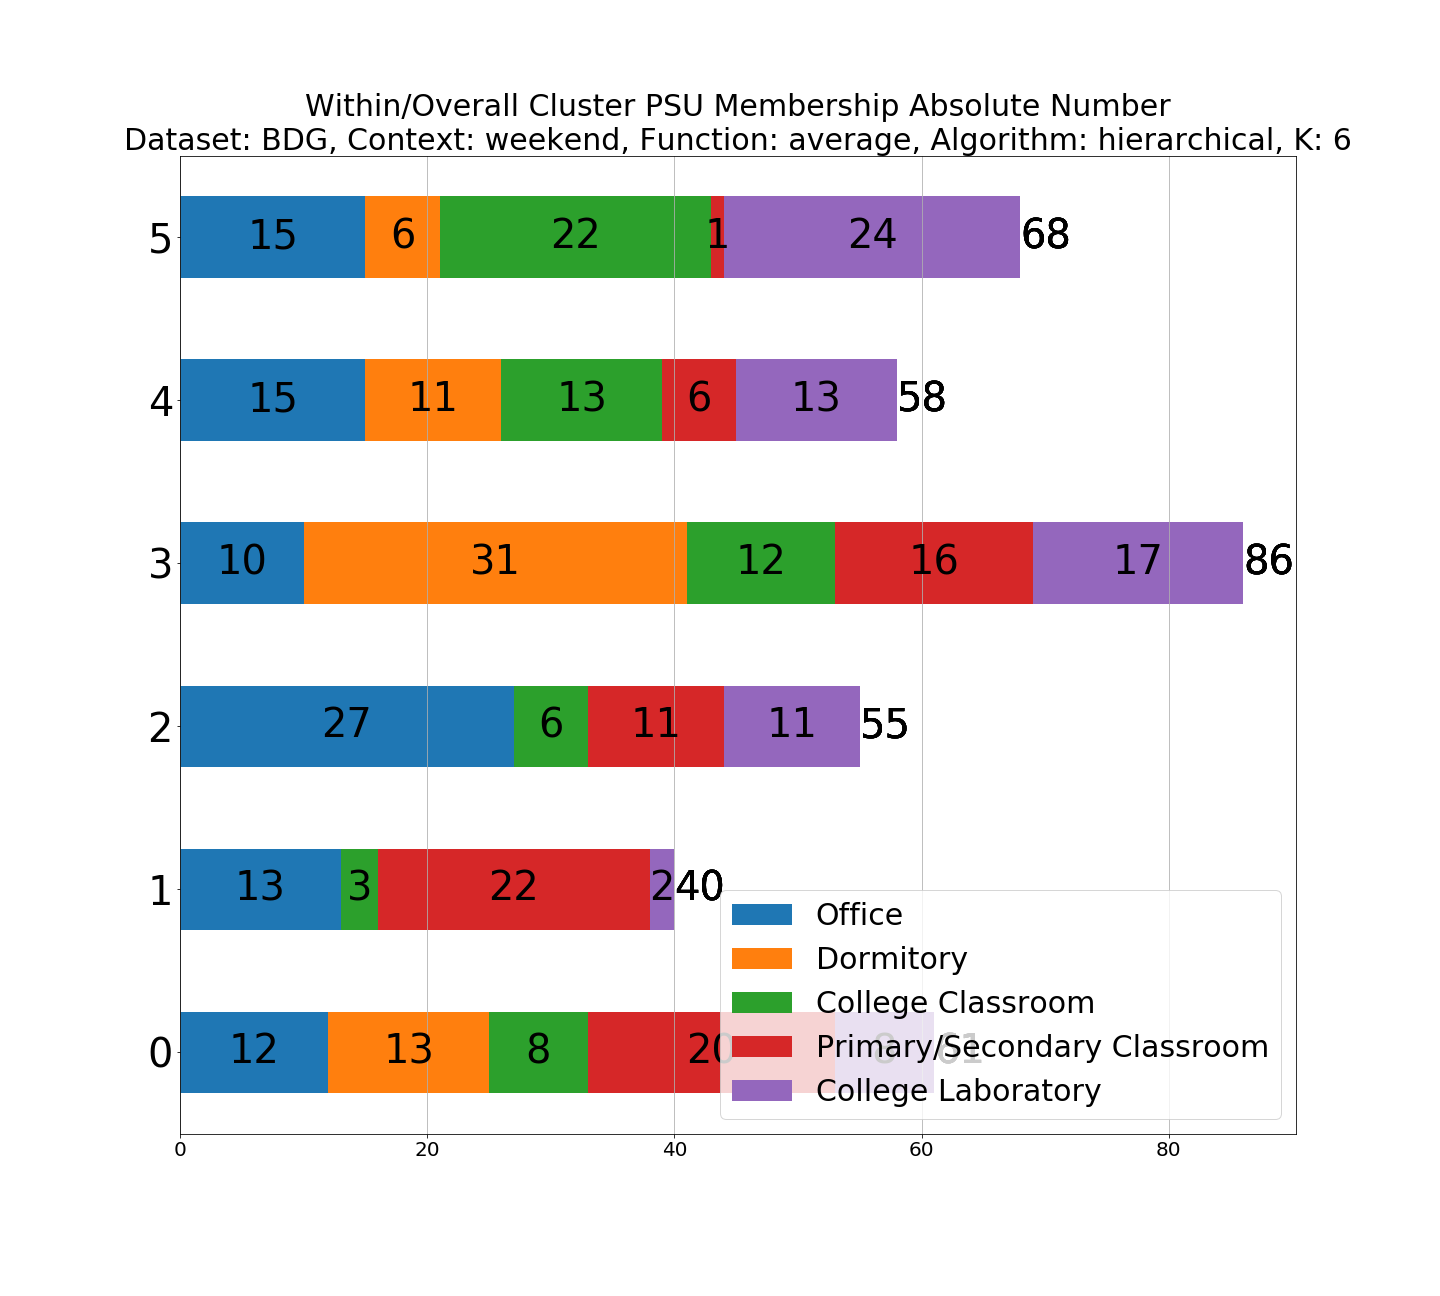 Within/Overall Cluster PSU Membership Absolute Number
Dataset: BDG, Context: weekend, Function: average, Algorithm: hierarchical, K: 6
5 15 6 22 1 24 68
4 15 11 13 6 13 58
3 10 31 12 16 17 86
2 27 6 11 11 55
1 13 3 22 2 40
Office
Dormitory
College Classroom
0 12 13 8 20 8 61
Primary/Secondary Classroom
College Laboratory
0 20 40 60 80